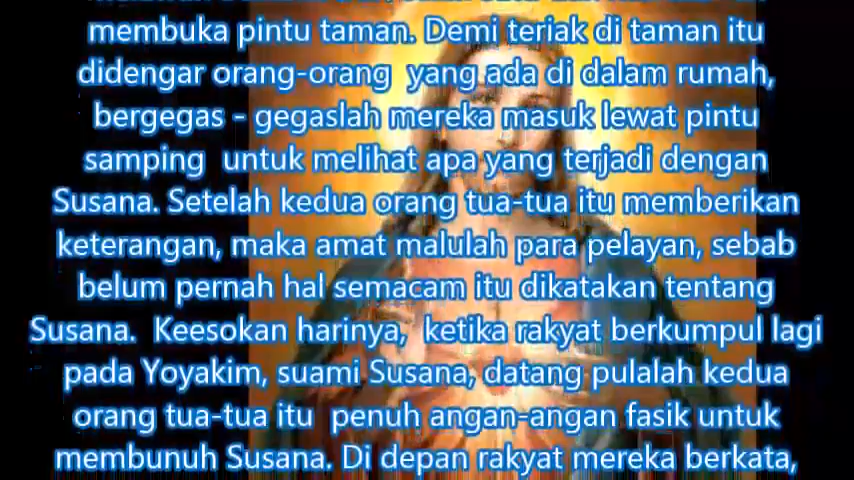 membuka pintu taman. Demi teriak di taman itu
didengar orang-orang  yang ada di dalam rumah,
bergegas - gegaslah mereka masuk lewat pintu
samping  untuk melihat apa yang terjadi dengan
Susana. Setelah kedua orang tua-tua itu memberikan
keterangan, maka amat malulah para pelayan, sebab
belum pernah hal semacam itu dikatakan tentang
Susana.  Keesokan harinya,  ketika rakyat berkumpul lagi
pada Yoyakim, suami Susana, datang pulalah kedua
orang tua-tua itu  penuh angan-angan fasik untuk
membunuh Susana. Di depan rakyat mereka berkata,